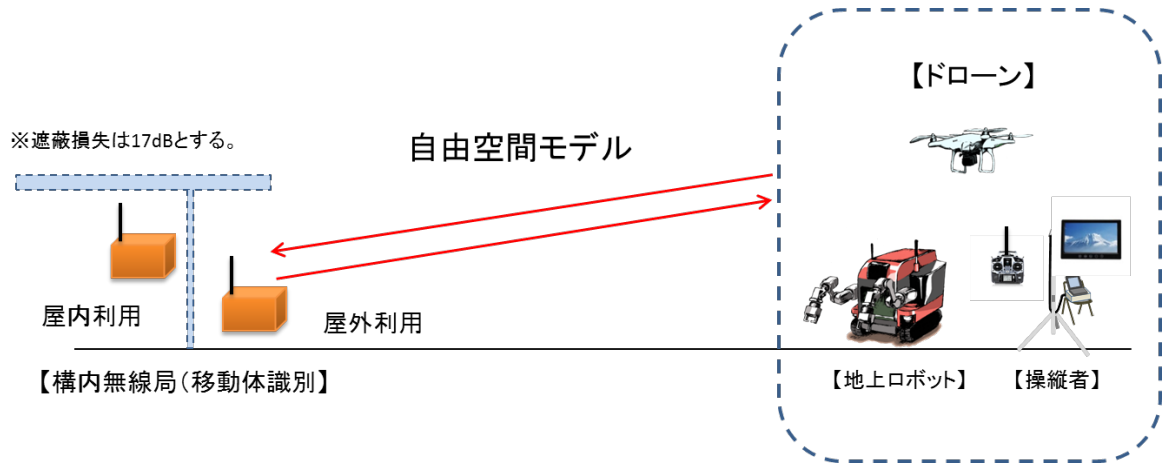 【ドローン】
※遮蔽損失は17dBとする。
自由空間モデル
屋内利用
屋外利用
【構内無線局(移動体識別】
【地上ロボット】
【操縦者】